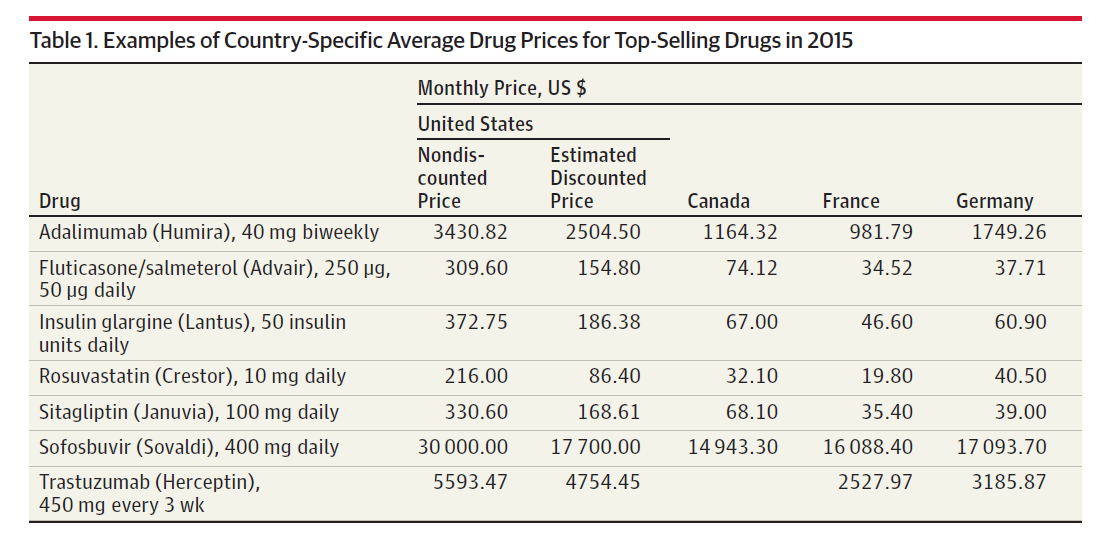 Table 1. Examples of Country-Specific Average Drug Prices for Top-Selling Drugs in 2015
Monthly Price, US $
United States
Nondis-
counted
Price
Estimated
Discounted
Price
Drug Canada France Germany
Adalimumab (Humira), 40 mg biweekly 3430.82 2504.50 1164.32 981.79 1749.26
Fluticasone/salmeterol (Advair), 250 µg, 309.60 154.80 74.12 34.52 37.71
50 µg daily
Insulin glargine (Lantus), 50 insulin 372.75 186.38 67.00 46.60 60.90
units daily
Rosuvastatin (Crestor), 10 mg daily 216.00 86.40 32.10 19.80 40.50
Sitagliptin (Januvia), 100 mg daily 330.60 168.61 68.10 35.40 39.00
Sofosbuvir (Sovaldi), 400 mg daily 30 000.00 17 700.00 14 943.30 16 088.40 17 093.70
Trastuzumab (Herceptin), 5593.47 4754.45 2527.97 3185.87
450 mg every 3 wk